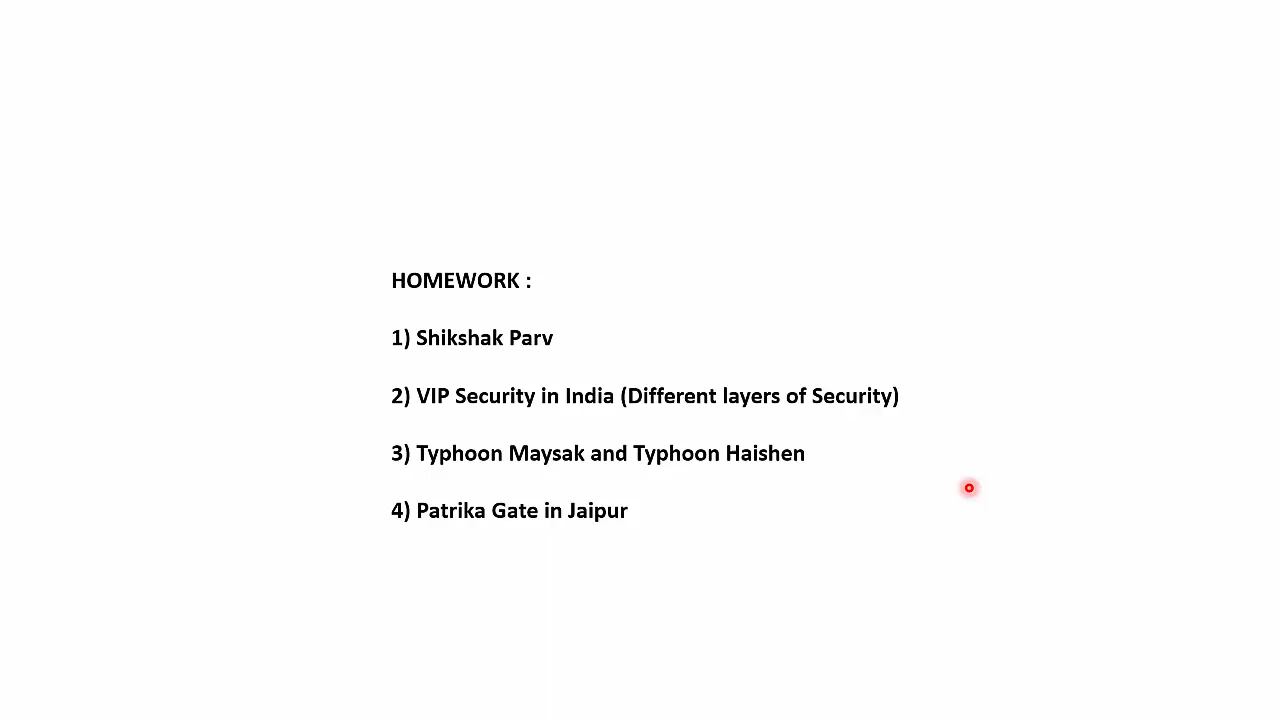 HOMEWORK :
1) Shikshak Parv
2) VIP Security in India (Different layers of Security)
3) Typhoon Maysak and Typhoon Haishen
4) Patrika Gate in Jaipur